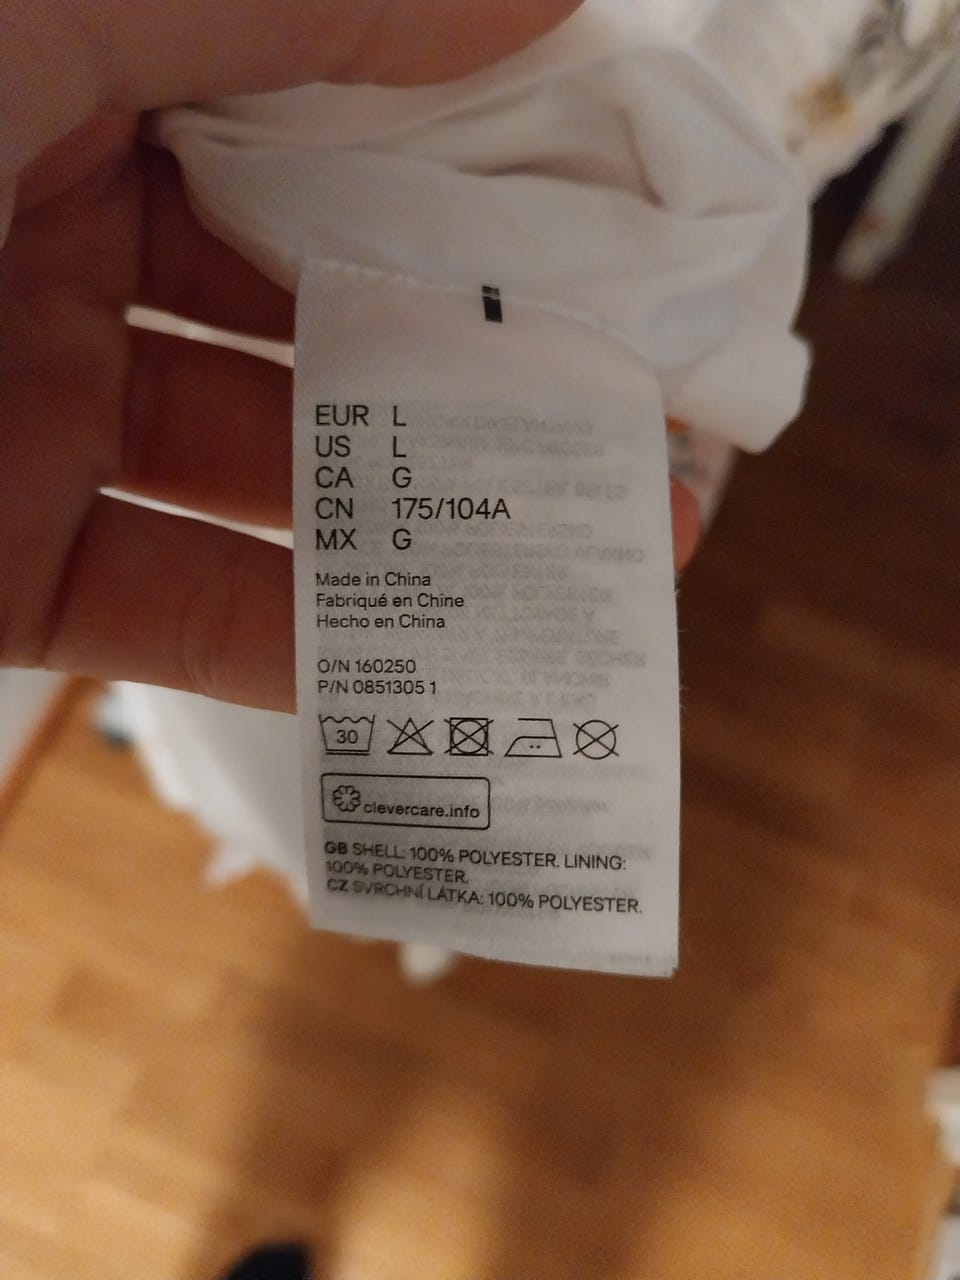 EUR L
US L
CA G
CN 175/104A
MX G
Made in China
Fabriqué en Chine
Hecho en China
O/N 160250
P/N 0851305 1
30
clevercare.info
GB SHELL: 100% POLYESTER. LINING:
100% POLYESTER.
CZ SVRCHNÍ LÁTKA: 100% POLYESTER.